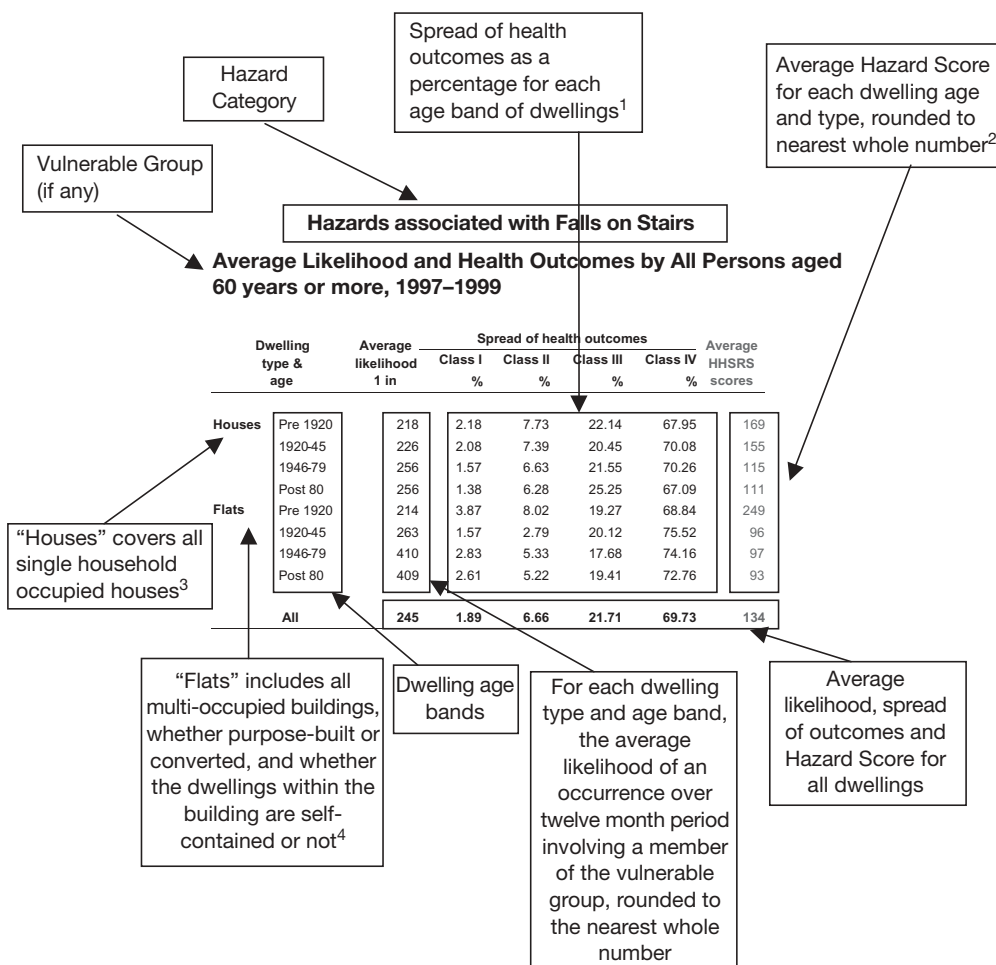 Spread of health
outcomes as a
percentage for each
age band of dwellings1
Hazard
Category
Average Hazard Score
for each dwelling age
and type, rounded to
nearest whole number2
Vulnerable Group
(if any)
Hazards associated with Falls on Stairs
Average Likelihood and Health Outcomes by All Persons aged
60 years or more, 1997–1999
Dwelling type & age Average likelihood 1 in Spread of health outcomes Average HHSRS scores
Class I Class II Class III Class IV
% % % %
Houses Pre 1920 218 2.18 7.73 22.14 67.95 169
1920-45 226 2.08 7.39 20.45 70.08 155
1946-79 256 1.57 6.63 21.55 70.26 115
Post 80 256 1.38 6.28 25.25 67.09 111
Flats Pre 1920 214 3.87 8.02 19.27 68.84 249
1920-45 263 1.57 2.79 20.12 75.52 96
1946-79 410 2.83 5.33 17.68 74.16 97
Post 80 409 2.61 5.22 19.41 72.76 93
All 245 1.89 6.66 21.71 69.73 134
“Houses” covers all
single household
occupied houses3
“Flats” includes all
multi-occupied buildings,
whether purpose-built or
converted, and whether
the dwellings within the
building are self-
contained or not4
Dwelling age
bands
For each dwelling
type and age band,
the average
likelihood of an
occurrence over
twelve month period
involving a member
of the vulnerable
group, rounded to
the nearest whole
number
Average
likelihood, spread
of outcomes and
Hazard Score for
all dwellings